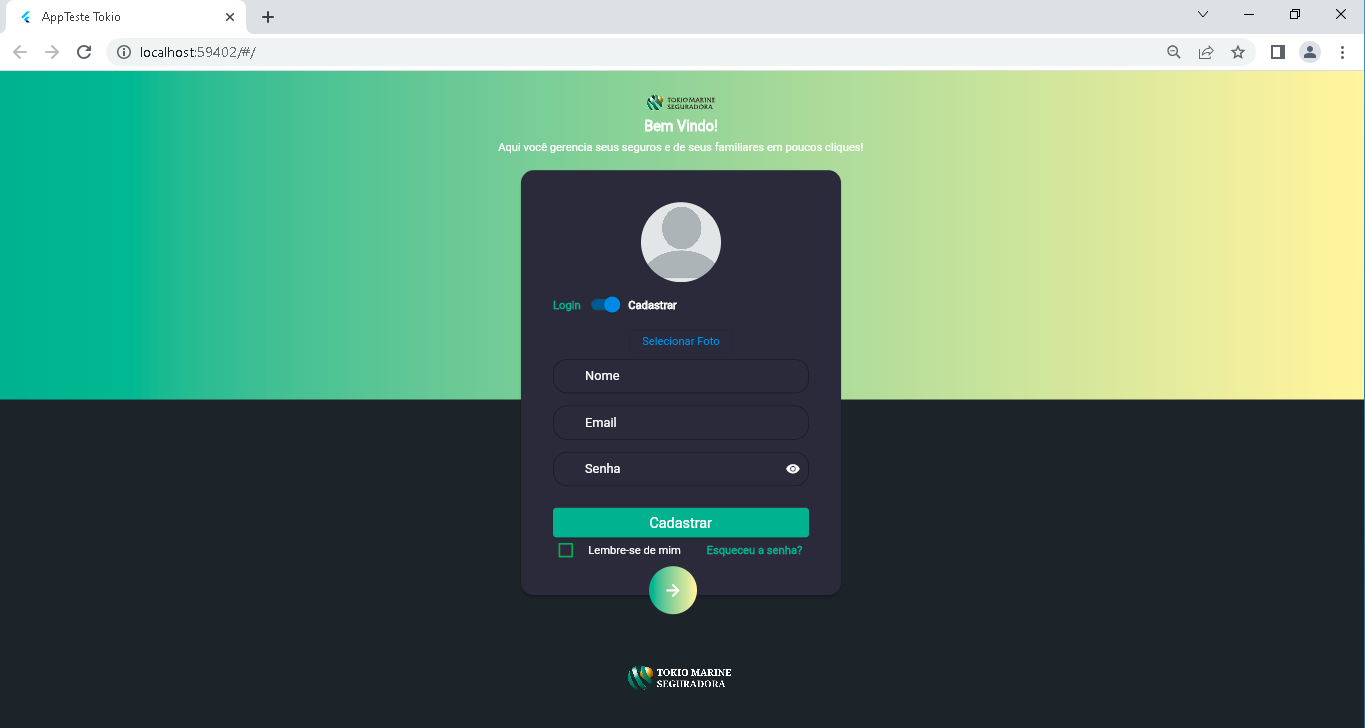 AppTeste Tokio
localhost:59402/#/
TOKIO MARINE
SEGURADORA
Bem Vindo!
Aqui você gerencia seus seguros e de seus familiares em poucos cliques!
Login Cadastrar
Selecionar Foto
Nome
Email
Senha
Cadastrar
Lembre-se de mim Esqueceu a senha?
TOKIO MARINE
SEGURADORA